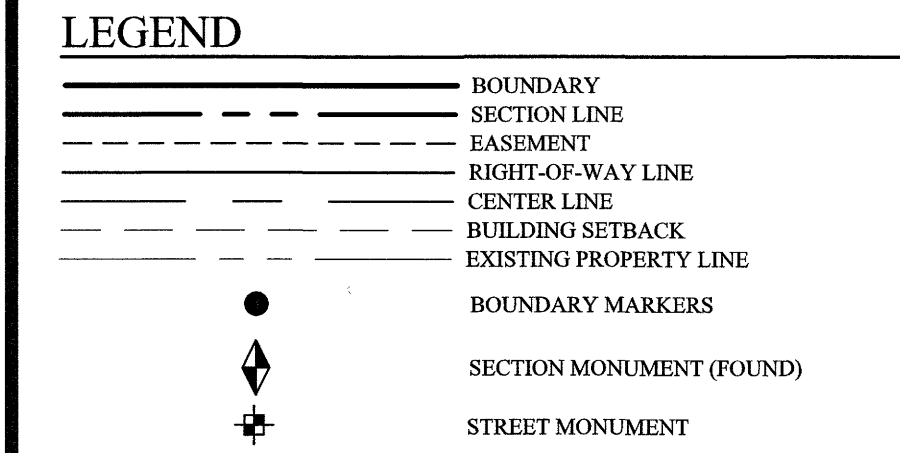 LEGEND
BOUNDARY
SECTION LINE
EASEMENT
RIGHT-OF-WAY LINE
CENTER LINE
BUILDING SETBACK
EXISTING PROPERTY LINE
BOUNDARY MARKERS
SECTION MONUMENT (FOUND)
STREET MONUMENT